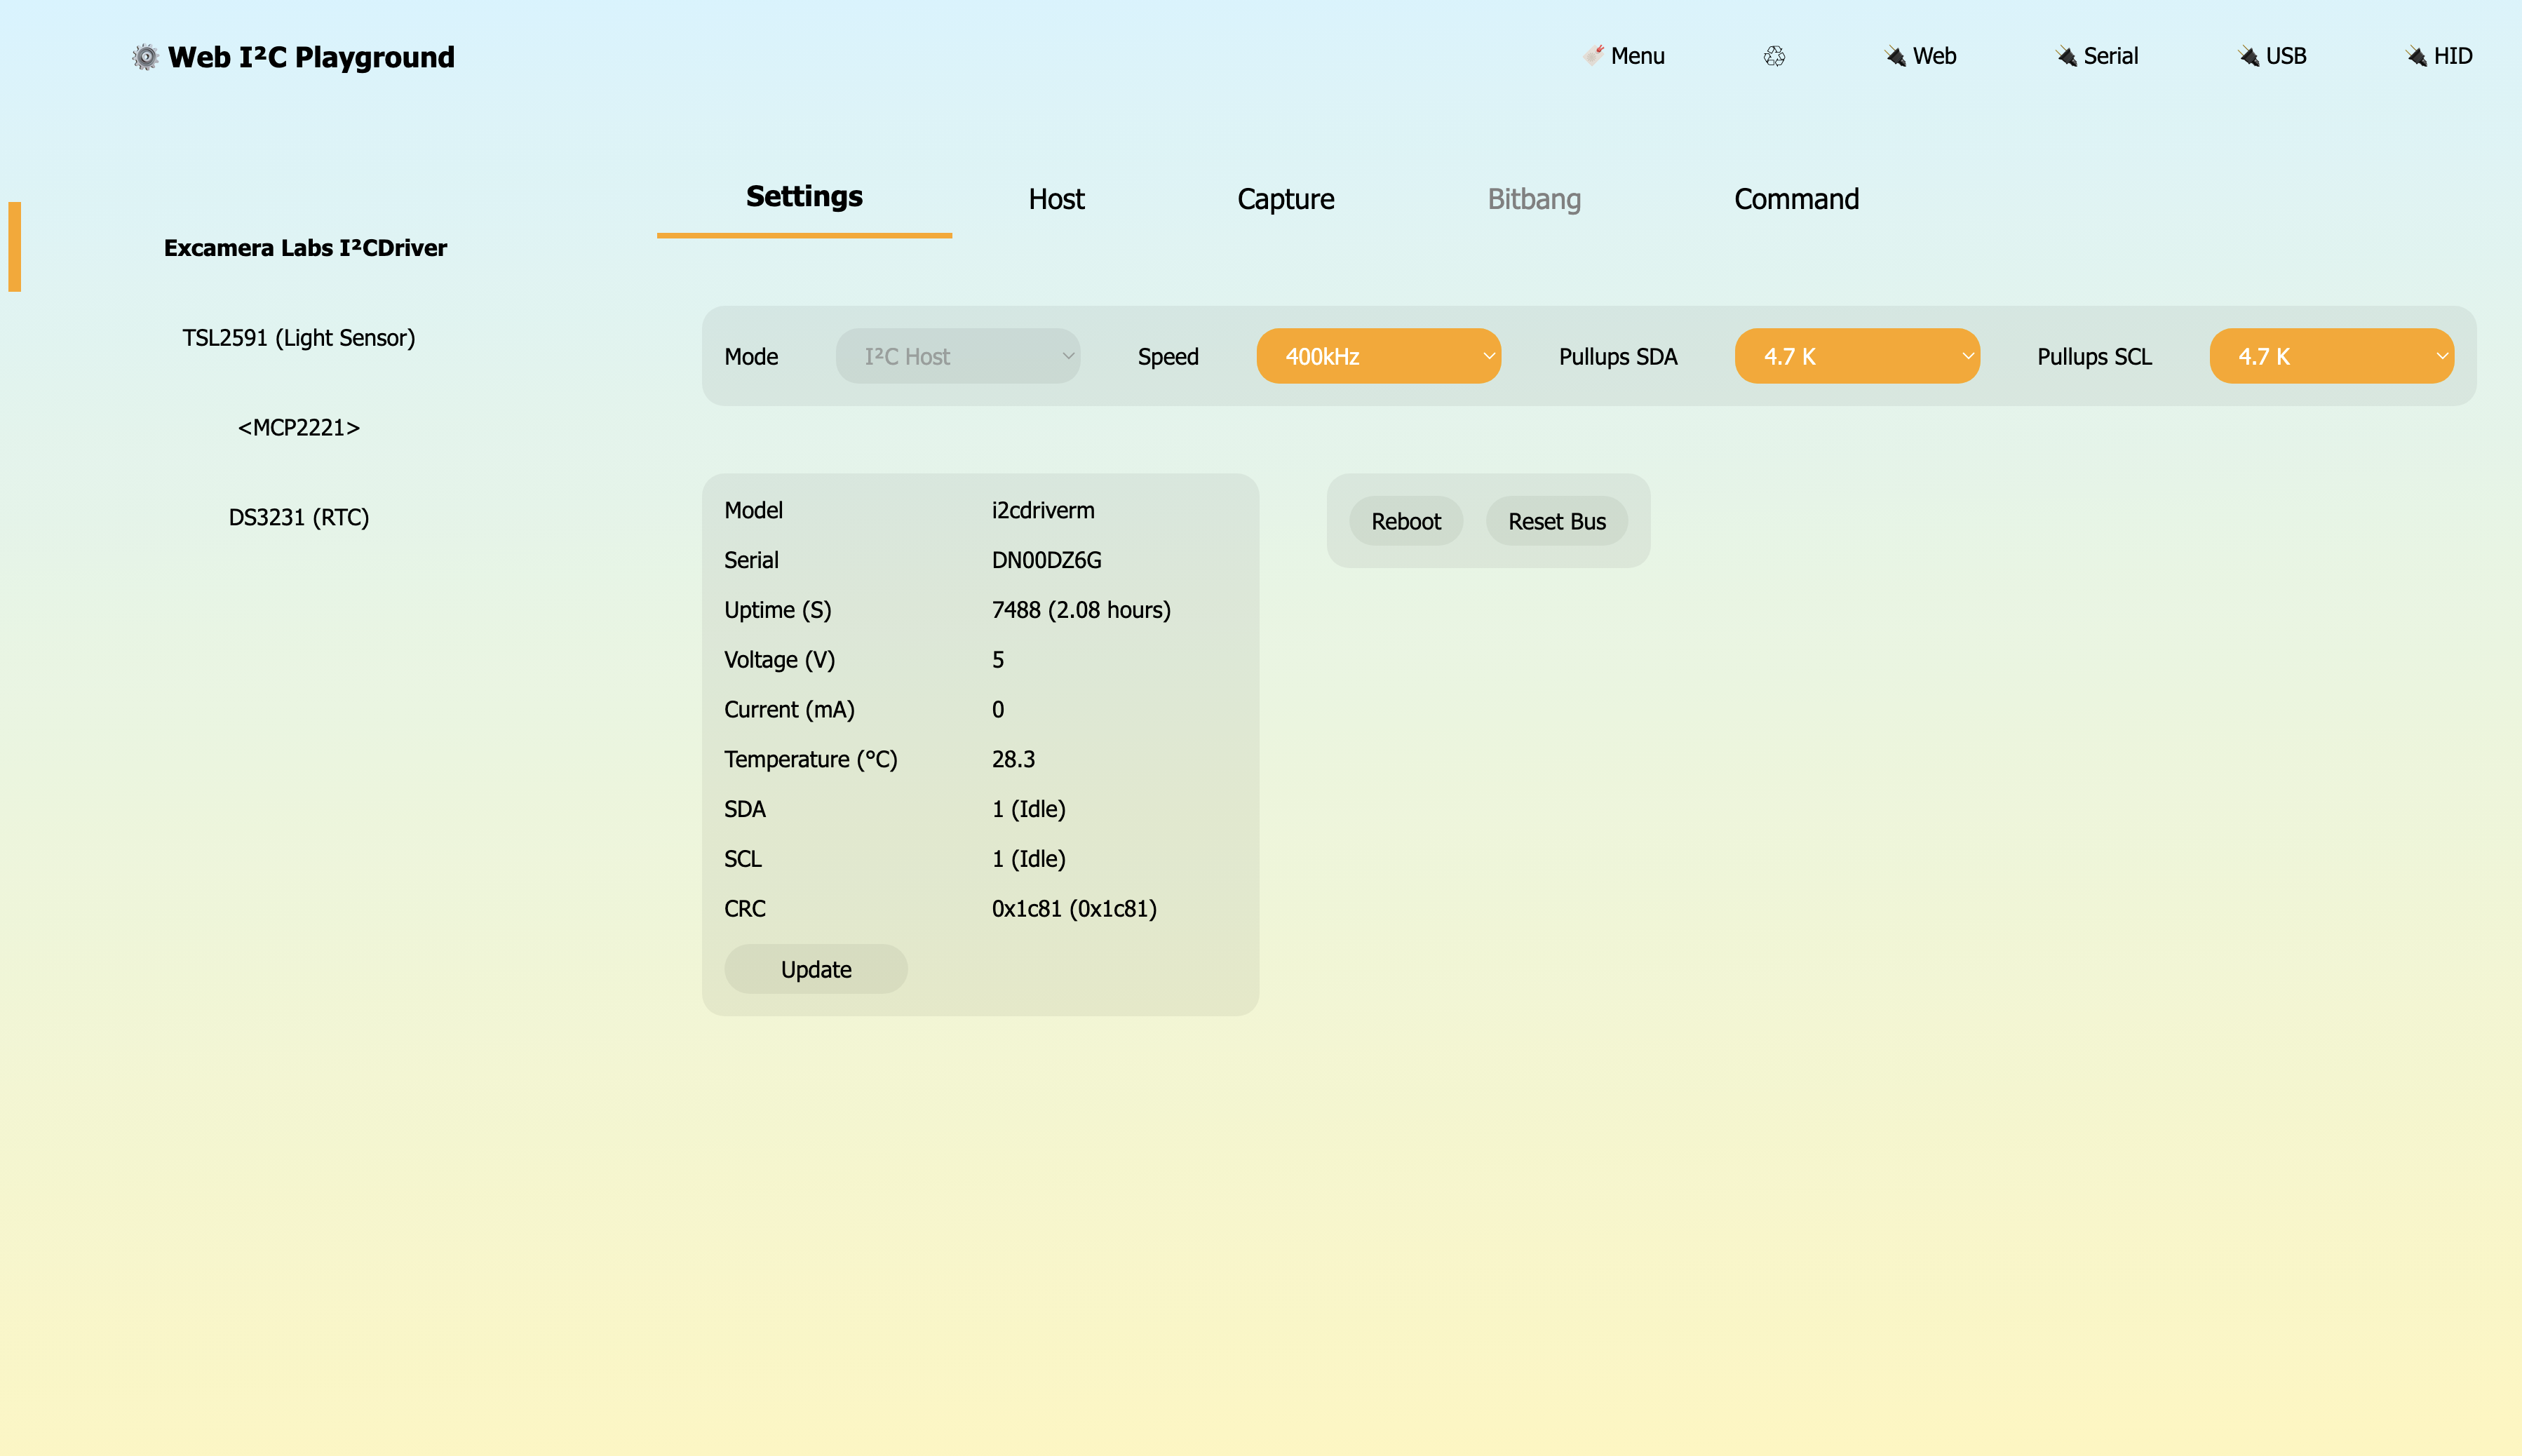 Web I²C Playground
Menu
Web
Serial
USB
HID
Excamera Labs I²CDriver
TSL2591 (Light Sensor)
<MCP2221>
DS3231 (RTC)
Settings Host Capture Bitbang Command
Mode I²C Host Speed 400kHz Pullups SDA 4.7 K Pullups SCL 4.7 K
Model i2cdriverm
Serial DN00DZ6G
Uptime (S) 7488 (2.08 hours)
Voltage (V) 5
Current (mA) 0
Temperature (°C) 28.3
SDA 1 (Idle)
SCL 1 (Idle)
CRC 0x1c81 (0x1c81)
Update
Reboot Reset Bus